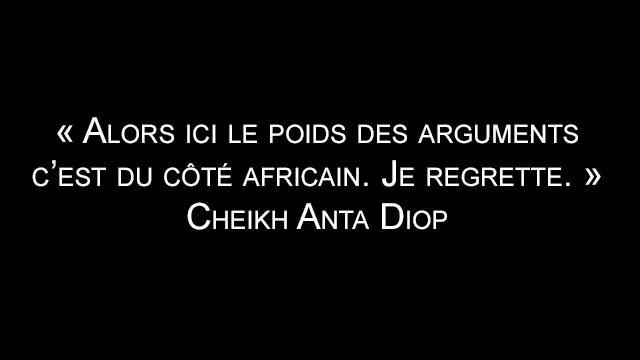 « Alors ici le poids des arguments
c’est du côté africain. Je regrette. »
Cheikh Anta Diop